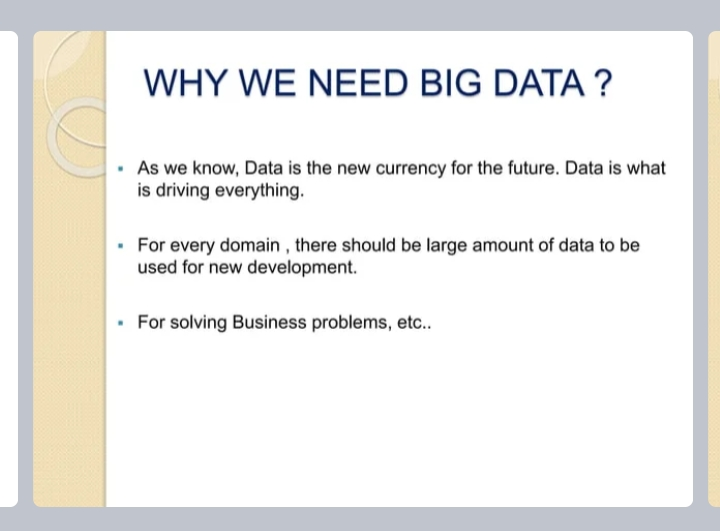 WHY WE NEED BIG DATA ?
▪ As we know, Data is the new currency for the future. Data is what
is driving everything.
▪ For every domain , there should be large amount of data to be
used for new development.
▪ For solving Business problems, etc..